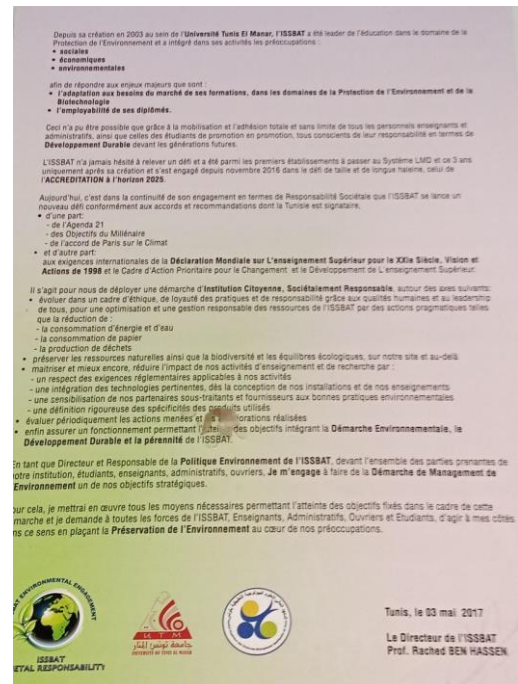 Depuis sa création en 2003 au sein de l'Université Tunis El Manar, l'ISSBAT a été leader de l'éducation dans le domaine de la
Protection de l'Environnement et a intégré dans ses activités les préoccupations :
• sociales
• économiques
• environnementales
afin de répondre aux enjeux majeurs que sont :
• l'adaptation aux besoins du marché de ses formations, dans les domaines de la Protection de l'Environnement et de la
Biotechnologie
• l'employabilité de ses diplômés.
Ceci n'a pu être possible que grâce à la mobilisation et l'adhésion totale et sans limite de tous les personnels enseignants et
administratifs, ainsi que celles des étudiants de promotion en promotion, tous conscients de leur responsabilité en termes de
Développement Durable devant les générations futures.
L'ISSBAT n'a jamais hésité à relever un défi et a été parmi les premiers établissements à passer au Système LMD et ce 3 ans
uniquement après sa création et s'est engagé depuis novembre 2016 dans le défi de taille et de longue haleine, celui de
l'ACCREDITATION à l'horizon 2025.
Aujourd'hui, c'est dans la continuité de son engagement en termes de Responsabilité Sociétale que l'ISSBAT se lance un
nouveau défi conformément aux accords et recommandations dont la Tunisie est signataire,
• d'une part:
- de l'Agenda 21
- des Objectifs du Millénaire
- de l'accord de Paris sur le Climat
• et d'autre part:
aux exigences internationales de la Déclaration Mondiale sur L'enseignement Supérieur pour le XXIe Siècle, Vision et
Actions de 1998 et le Cadre d'Action Prioritaire pour le Changement et le Développement de L'enseignement Supérieur.
Il s'agit pour nous de déployer une démarche d'Institution Citoyenne, Sociétalement Responsable, autour des axes suivants:
• évoluer dans un cadre d'éthique, de loyauté des pratiques et de responsabilité grâce aux qualités humaines et au leadership
de tous, pour une optimisation et une gestion responsable des ressources de l'ISSBAT par des actions pragmatiques telles
que la réduction de :
- la consommation d'énergie et d'eau
- la consommation de papier
- la production de déchets
• préserver les ressources naturelles ainsi que la biodiversité et les équilibres écologiques, sur notre site et au-delà
• maitriser et mieux encore, réduire l'impact de nos activités d'enseignement et de recherche par :
- un respect des exigences réglementaires applicables à nos activités
- une intégration des technologies pertinentes, dès la conception de nos installations et de nos enseignements
- une sensibilisation de nos partenaires sous-traitants et fournisseurs aux bonnes pratiques environnementales
- une définition rigoureuse des spécificités des produits utilisés
• évaluer périodiquement les actions menées et réalisées
• enfin assurer un fonctionnement permettant des objectifs intégrant la Démarche Environnementale, le
Développement Durable et la pérennité de l'ISSBAT.
En tant que Directeur et Responsable de la Politique Environnement de l'ISSBAT, devant l'ensemble des parties prenantes de
notre institution, étudiants, enseignants, administratifs, ouvriers, Je m'engage à faire de la Démarche de Management de
Environnement un de nos objectifs stratégiques.
our cela, je mettrai en œuvre tous les moyens nécessaires permettant l'atteinte des objectifs fixés dans le cadre de cette
marche et je demande à toutes les forces de l'ISSBAT, Enseignants, Administratifs, Ouvriers et Etudiants, d'agir à mes côtés
ns ce sens en plaçant la Préservation de l'Environnement au cœur de nos préoccupations.
ENVIRONMENTAL ENGAGEMENT
ISSBAT
ETAL RESPONSABILITY
UTM
جامعة تونس المنار
UNIVERSITÉ DE TUNIS EL MANAR
Tunis, le 03 mai 2017
Le Directeur de l'ISSBAT
Prof. Rached BEN HASSEN